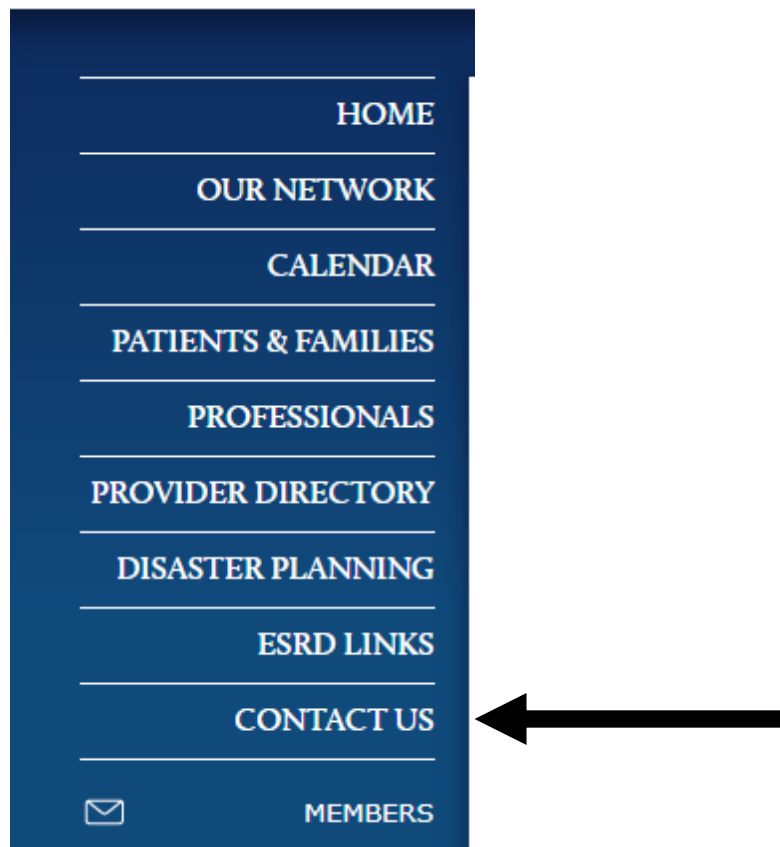 HOME
OUR NETWORK
CALENDAR
PATIENTS & FAMILIES
PROFESSIONALS
PROVIDER DIRECTORY
DISASTER PLANNING
ESRD LINKS
CONTACT US
MEMBERS